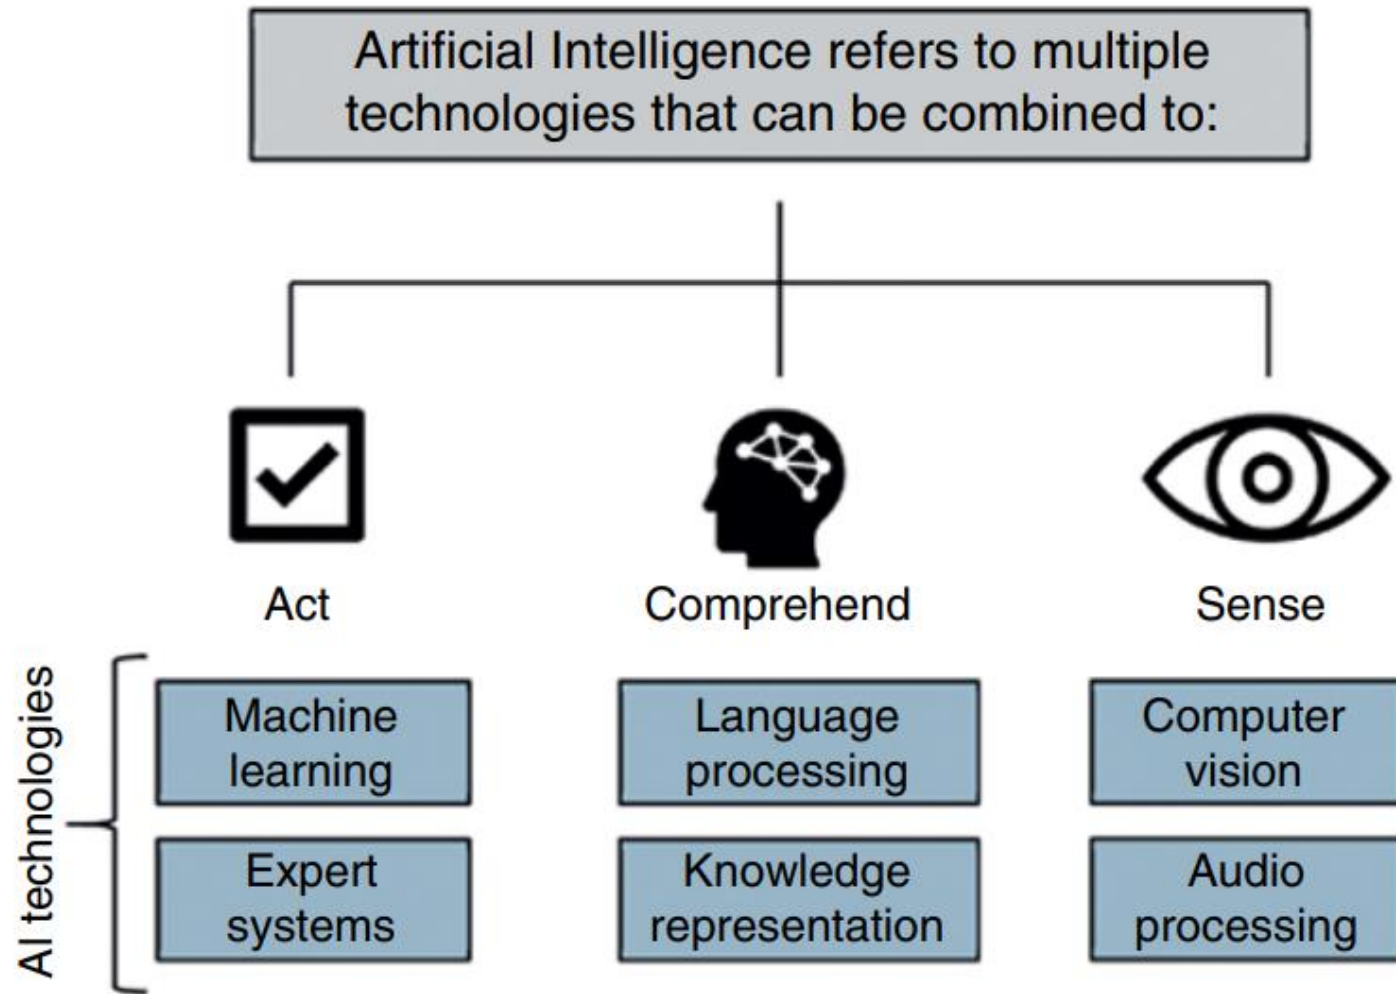 Artificial Intelligence refers to multiple
technologies that can be combined to:
Act
Comprehend
Sense
AI technologies
Machine
learning
Language
processing
Computer
vision
Expert
systems
Knowledge
representation
Audio
processing